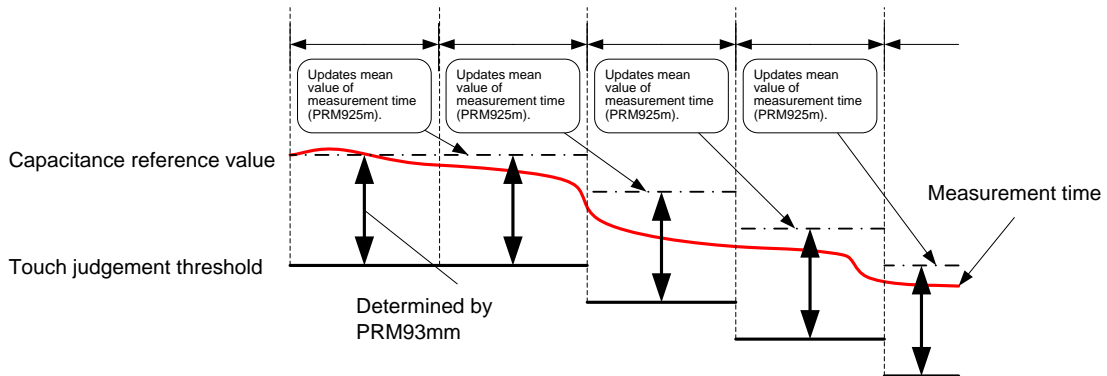 Updates mean
value of
measurement time
(PRM925m).
Updates mean
value of
measurement time
(PRM925m).
Updates mean
value of
measurement time
(PRM925m).
Updates mean
value of
measurement time
(PRM925m).
Capacitance reference value
Measurement time
Touch judgement threshold
Determined by
PRM93mm